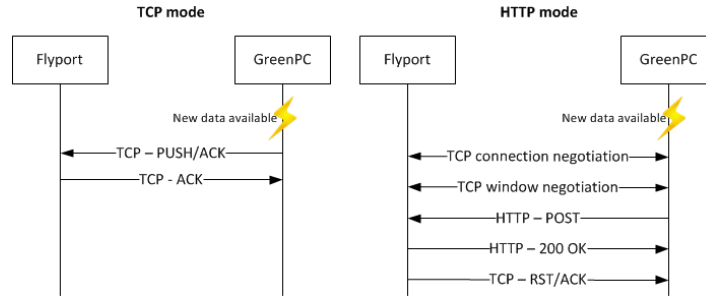 TCP mode
Flyport
GreenPC
New data available
TCP – PUSH/ACK
TCP - ACK
HTTP mode
Flyport
GreenPC
New data available
TCP connection negotiation
TCP window negotiation
HTTP – POST
HTTP – 200 OK
TCP – RST/ACK